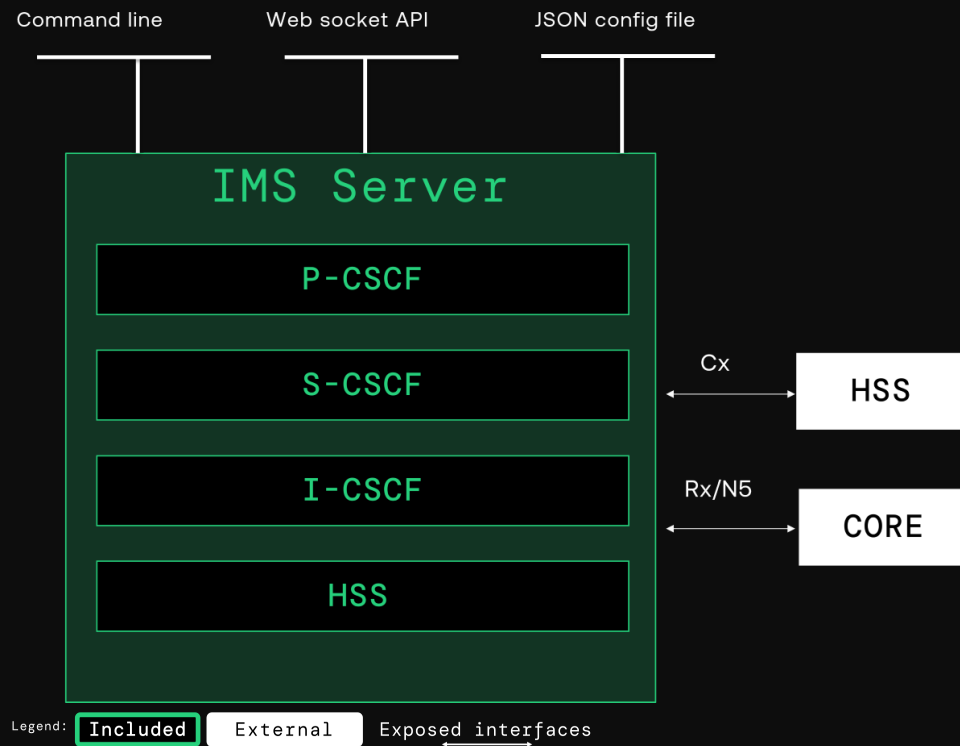 Command line
Web socket API
JSON config file
IMS Server
P-CSCF
S-CSCF
Cx
HSS
I-CSCF
Rx/N5
CORE
HSS
Legend: Included External Exposed interfaces